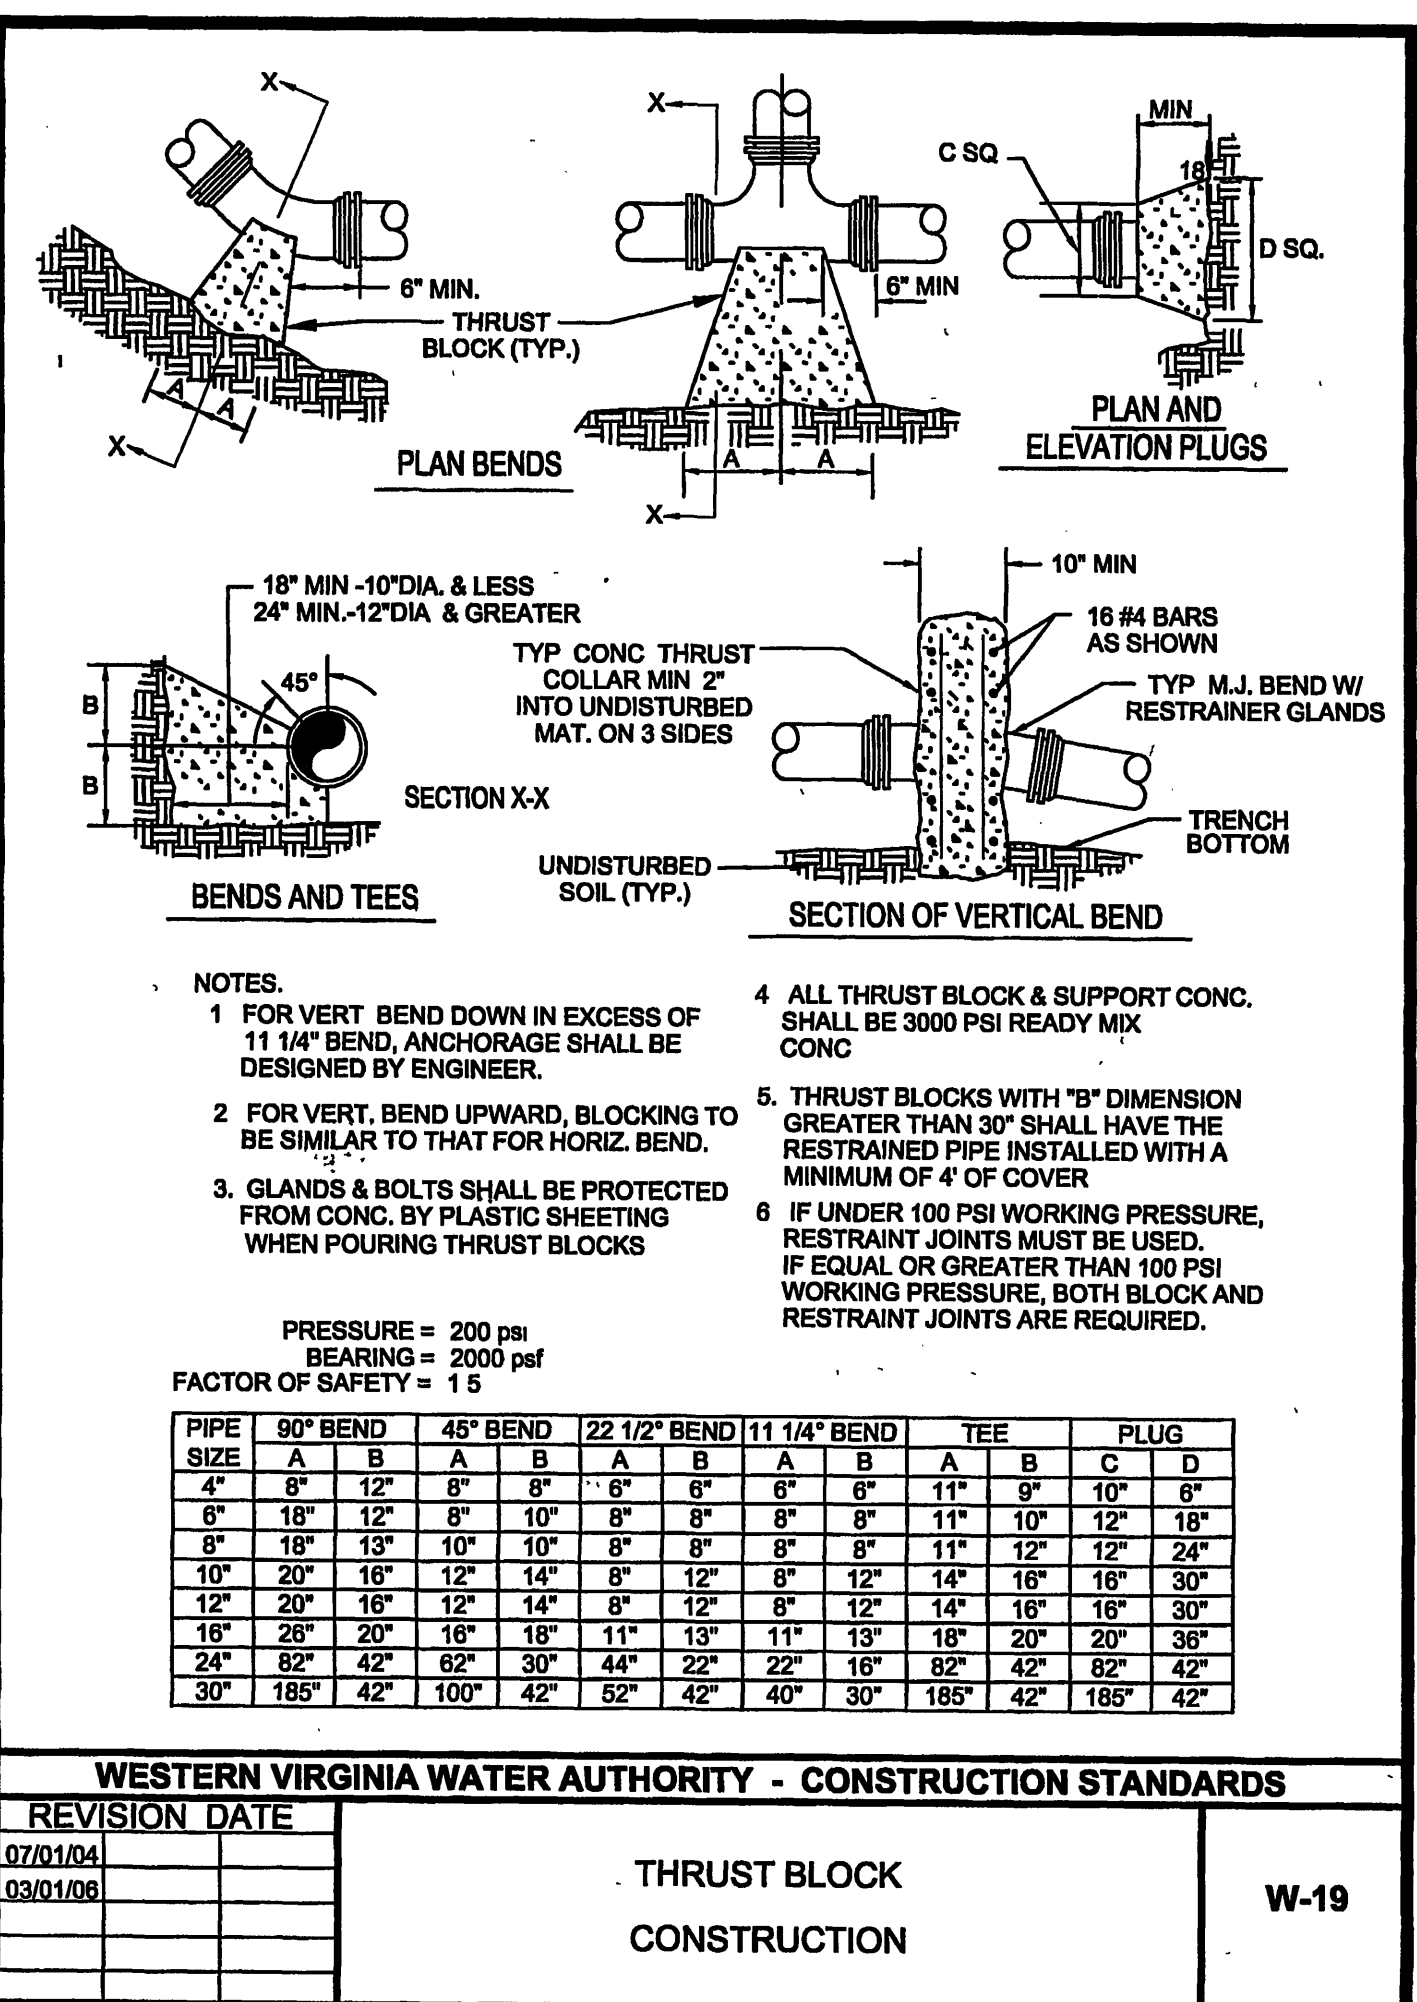 X
X
6" MIN.
THRUST
BLOCK (TYP.)
A
A
X
PLAN BENDS
X
6" MIN
A
A
X
MIN
C SQ
18"
D SQ.
PLAN AND
ELEVATION PLUGS
18" MIN -10"DIA. & LESS
24" MIN.-12"DIA & GREATER
45°
B
B
SECTION X-X
BENDS AND TEES
10" MIN
16 #4 BARS
AS SHOWN
TYP CONC THRUST
COLLAR MIN 2"
INTO UNDISTURBED
MAT. ON 3 SIDES
TYP M.J. BEND W/
RESTRAINER GLANDS
TRENCH
BOTTOM
UNDISTURBED
SOIL (TYP.)
SECTION OF VERTICAL BEND
NOTES.
1 FOR VERT BEND DOWN IN EXCESS OF
11 1/4" BEND, ANCHORAGE SHALL BE
DESIGNED BY ENGINEER.
2 FOR VERT. BEND UPWARD, BLOCKING TO
BE SIMILAR TO THAT FOR HORIZ. BEND.
3. GLANDS & BOLTS SHALL BE PROTECTED
FROM CONC. BY PLASTIC SHEETING
WHEN POURING THRUST BLOCKS
4 ALL THRUST BLOCK & SUPPORT CONC.
SHALL BE 3000 PSI READY MIX
CONC
5. THRUST BLOCKS WITH "B" DIMENSION
GREATER THAN 30" SHALL HAVE THE
RESTRAINED PIPE INSTALLED WITH A
MINIMUM OF 4' OF COVER
6 IF UNDER 100 PSI WORKING PRESSURE,
RESTRAINT JOINTS MUST BE USED.
IF EQUAL OR GREATER THAN 100 PSI
WORKING PRESSURE, BOTH BLOCK AND
RESTRAINT JOINTS ARE REQUIRED.
PRESSURE = 200 psi
BEARING = 2000 psf
FACTOR OF SAFETY = 1 5
PIPE 90° BEND 45° BEND 22 1/2° BEND 11 1/4° BEND TEE PLUG
SIZE A B A B A B A B A B C D
4" 8" 12" 8" 8" 6" 6" 6" 6" 11" 9" 10" 6"
6" 18" 12" 8" 10" 8" 8" 8" 8" 11" 10" 12" 18"
8" 18" 13" 10" 10" 8" 8" 8" 8" 11" 12" 12" 24"
10" 20" 16" 12" 14" 8" 12" 8" 12" 14" 16" 16" 30"
12" 20" 16" 12" 14" 8" 12" 8" 12" 14" 16" 16" 30"
16" 26" 20" 16" 18" 11" 13" 11" 13" 18" 20" 20" 36"
24" 82" 42" 62" 30" 44" 22" 22" 16" 82" 42" 82" 42"
30" 185" 42" 100" 42" 52" 42" 40" 30" 185" 42" 185" 42"
WESTERN VIRGINIA WATER AUTHORITY - CONSTRUCTION STANDARDS
REVISION DATE
07/01/04
03/01/06
THRUST BLOCK
CONSTRUCTION
W-19